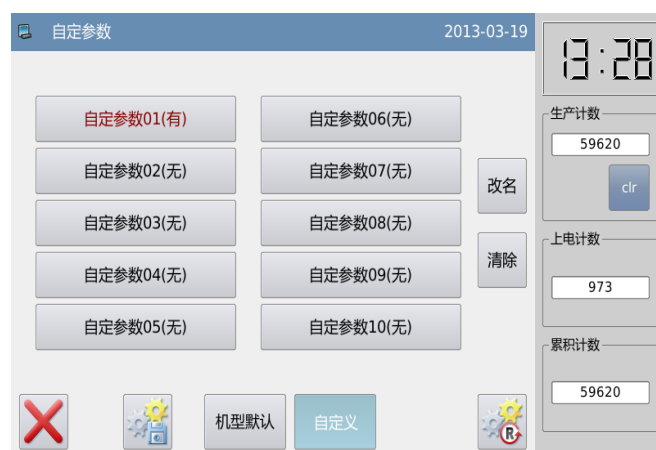 自定参数 2013-03-19
13:28
自定参数01(有) 自定参数06(无)
自定参数02(无) 自定参数07(无)
自定参数03(无) 自定参数08(无)
自定参数04(无) 自定参数09(无)
自定参数05(无) 自定参数10(无)
改名
清除
机型默认 自定义
R
生产计数
59620
clr
上电计数
973
累积计数
59620